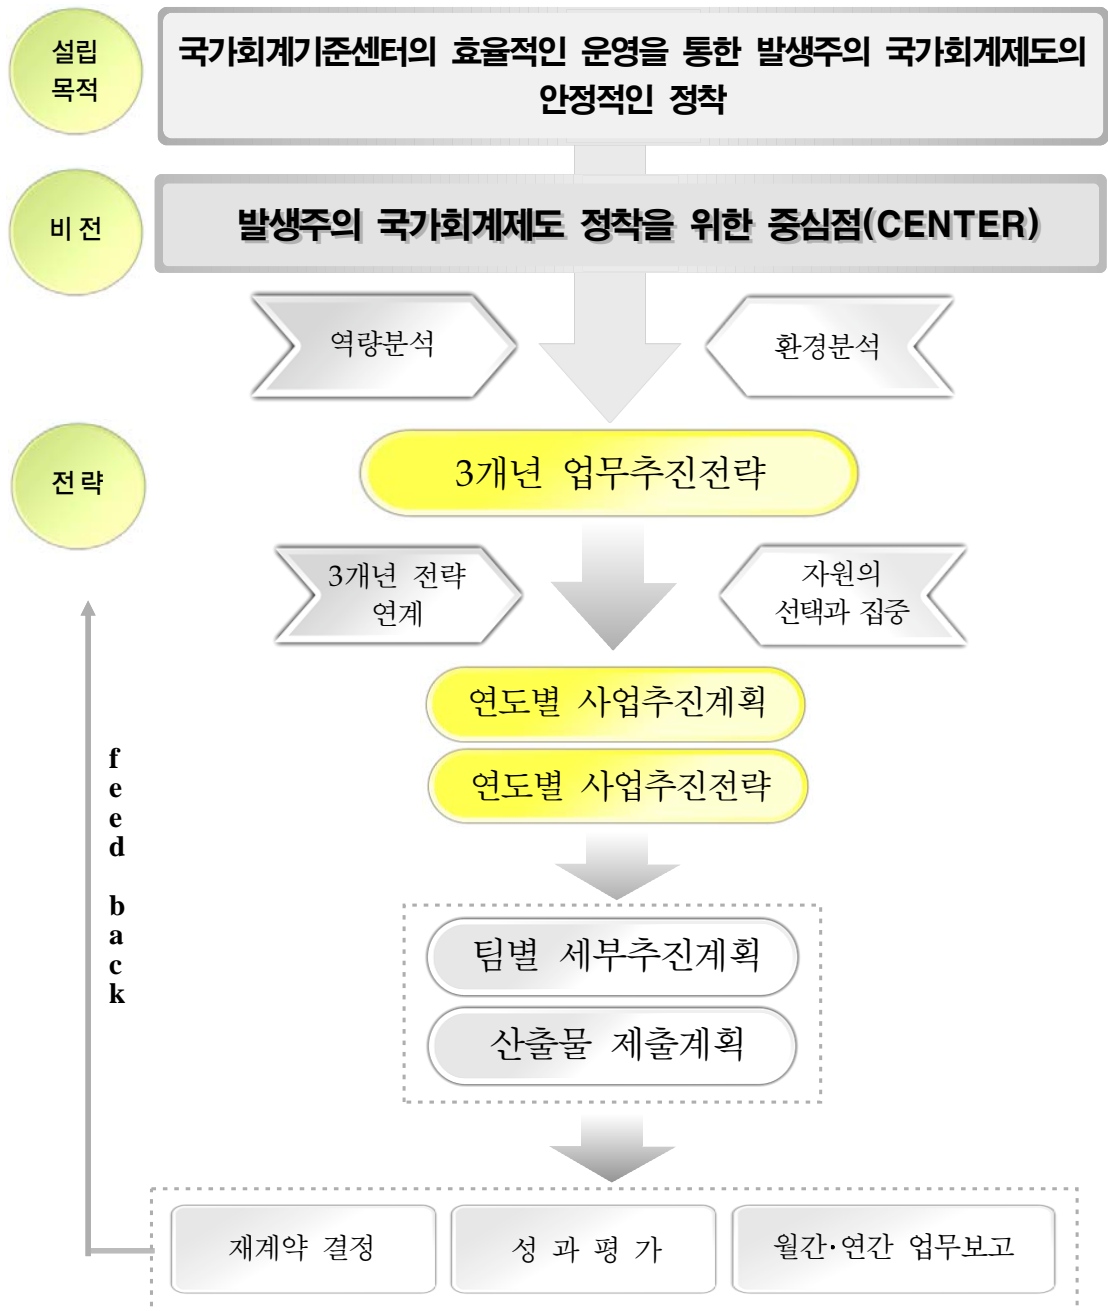 설립
목적
국가회계기준센터의 효율적인 운영을 통한 발생주의 국가회계제도의
안정적인 정착
비 전
발생주의 국가회계제도 정착을 위한 중심점(CENTER)
역량분석
환경분석
전 략
3개년 업무추진전략
3개년 전략
연계
자원의
선택과 집중
연도별 사업추진계획
연도별 사업추진전략
feed back
팀별 세부추진계획
산출물 제출계획
재계약 결정
성 과 평 가
월간·연간 업무보고